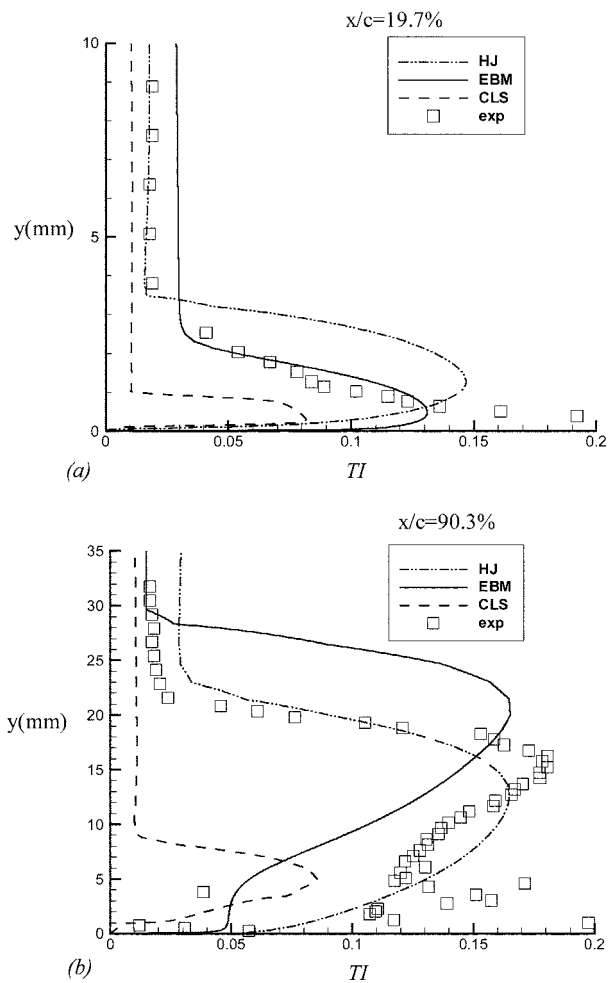 x/c=19.7%
10
HJ
EBM
CLS
exp
y(mm)
5
0
0
0.05
0.1
0.15
0.2
(a)
TI
x/c=90.3%
35
HJ
30
EBM
CLS
25
exp
y(mm)
20
15
10
5
0
0
0.05
0.1
0.15
0.2
(b)
TI